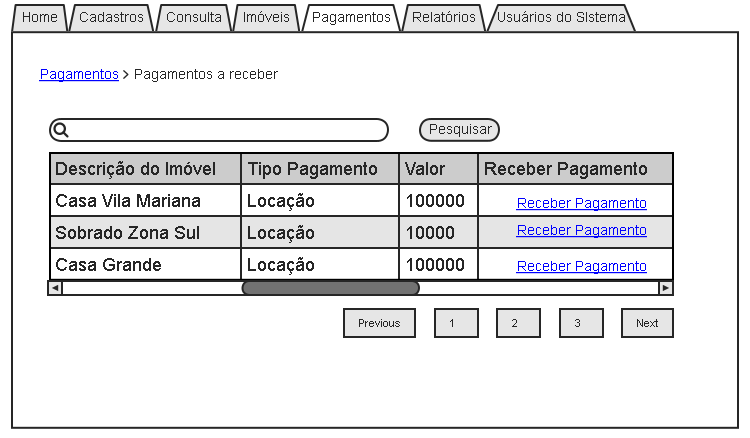 Home Cadastros Consulta Imóveis Pagamentos Relatórios Usuários do SIstema
Pagamentos > Pagamentos a receber
Pesquisar
Descrição do Imóvel Tipo Pagamento Valor Receber Pagamento
Casa Vila Mariana Locação 100000 Receber Pagamento
Sobrado Zona Sul Locação 10000 Receber Pagamento
Casa Grande Locação 100000 Receber Pagamento
Previous 1 2 3 Next